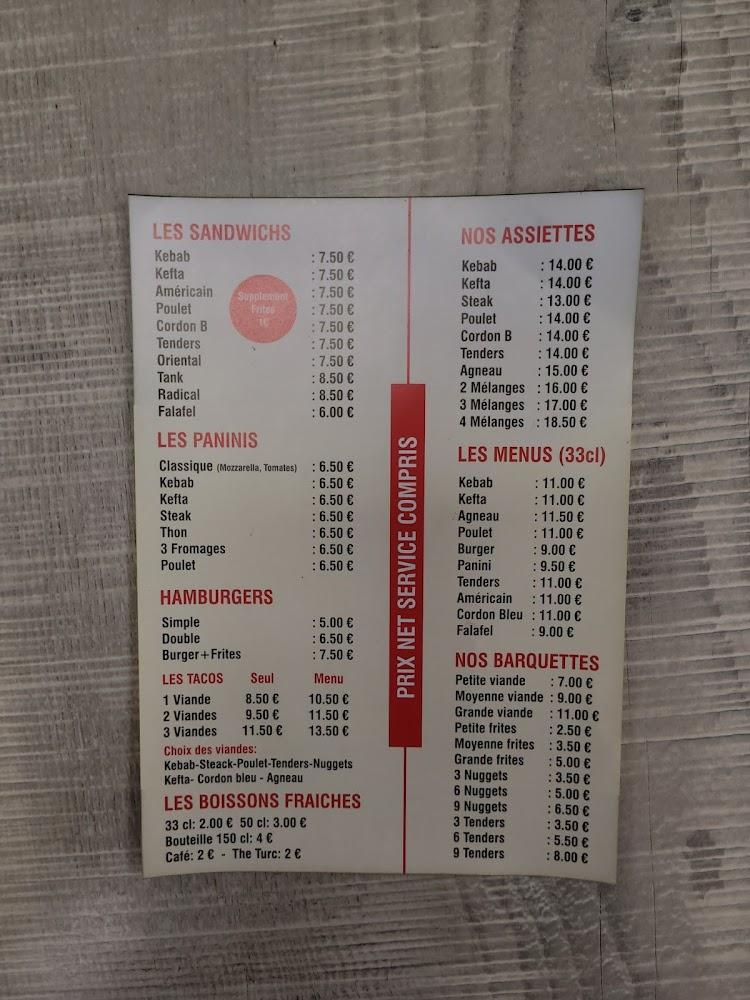 LES SANDWICHS
Kebab : 7.50 €
Kefta : 7.50 €
Américain : 7.50 €
Poulet : 7.50 €
Cordon B : 7.50 €
Tenders : 7.50 €
Oriental : 7.50 €
Tank : 8.50 €
Radical : 8.50 €
Falafel : 6.00 €
Supplement
Frites
1€
LES PANINIS
Classique (Mozzarella, Tomales) : 6.50 €
Kebab : 6.50 €
Kefta : 6.50 €
Steak : 6.50 €
Thon : 6.50 €
3 Fromages : 6.50 €
Poulet : 6.50 €
HAMBURGERS
Simple : 5.00 €
Double : 6.50 €
Burger+Frites : 7.50 €
LES TACOS Seul Menu
1 Viande 8.50 € 10.50 €
2 Viandes 9.50 € 11.50 €
3 Viandes 11.50 € 13.50 €
Choix des viandes:
Kebab-Steack-Poulet-Tenders-Nuggets
Kefta- Cordon bleu - Agneau
LES BOISSONS FRAICHES
33 cl: 2.00 € 50 cl: 3.00 €
Bouteille 150 cl: 4 €
Café: 2 € - The Turc: 2 €
PRIX NET SERVICE COMPRIS
NOS ASSIETTES
Kebab : 14.00 €
Kefta : 14.00 €
Steak : 13.00 €
Poulet : 14.00 €
Cordon B : 14.00 €
Tenders : 14.00 €
Agneau : 15.00 €
2 Mélanges : 16.00 €
3 Mélanges : 17.00 €
4 Mélanges : 18.50 €
LES MENUS (33cl)
Kebab : 11.00 €
Kefta : 11.00 €
Agneau : 11.50 €
Poulet : 11.00 €
Burger : 9.00 €
Panini : 9.50 €
Tenders : 11.00 €
Américain : 11.00 €
Cordon Bleu : 11.00 €
Falafel : 9.00 €
NOS BARQUETTES
Petite viande : 7.00 €
Moyenne viande : 9.00 €
Grande viande : 11.00 €
Petite frites : 2.50 €
Moyenne frites : 3.50 €
Grande frites : 5.00 €
3 Nuggets : 3.50 €
6 Nuggets : 5.00 €
9 Nuggets : 6.50 €
3 Tenders : 3.50 €
6 Tenders : 5.50 €
9 Tenders : 8.00 €